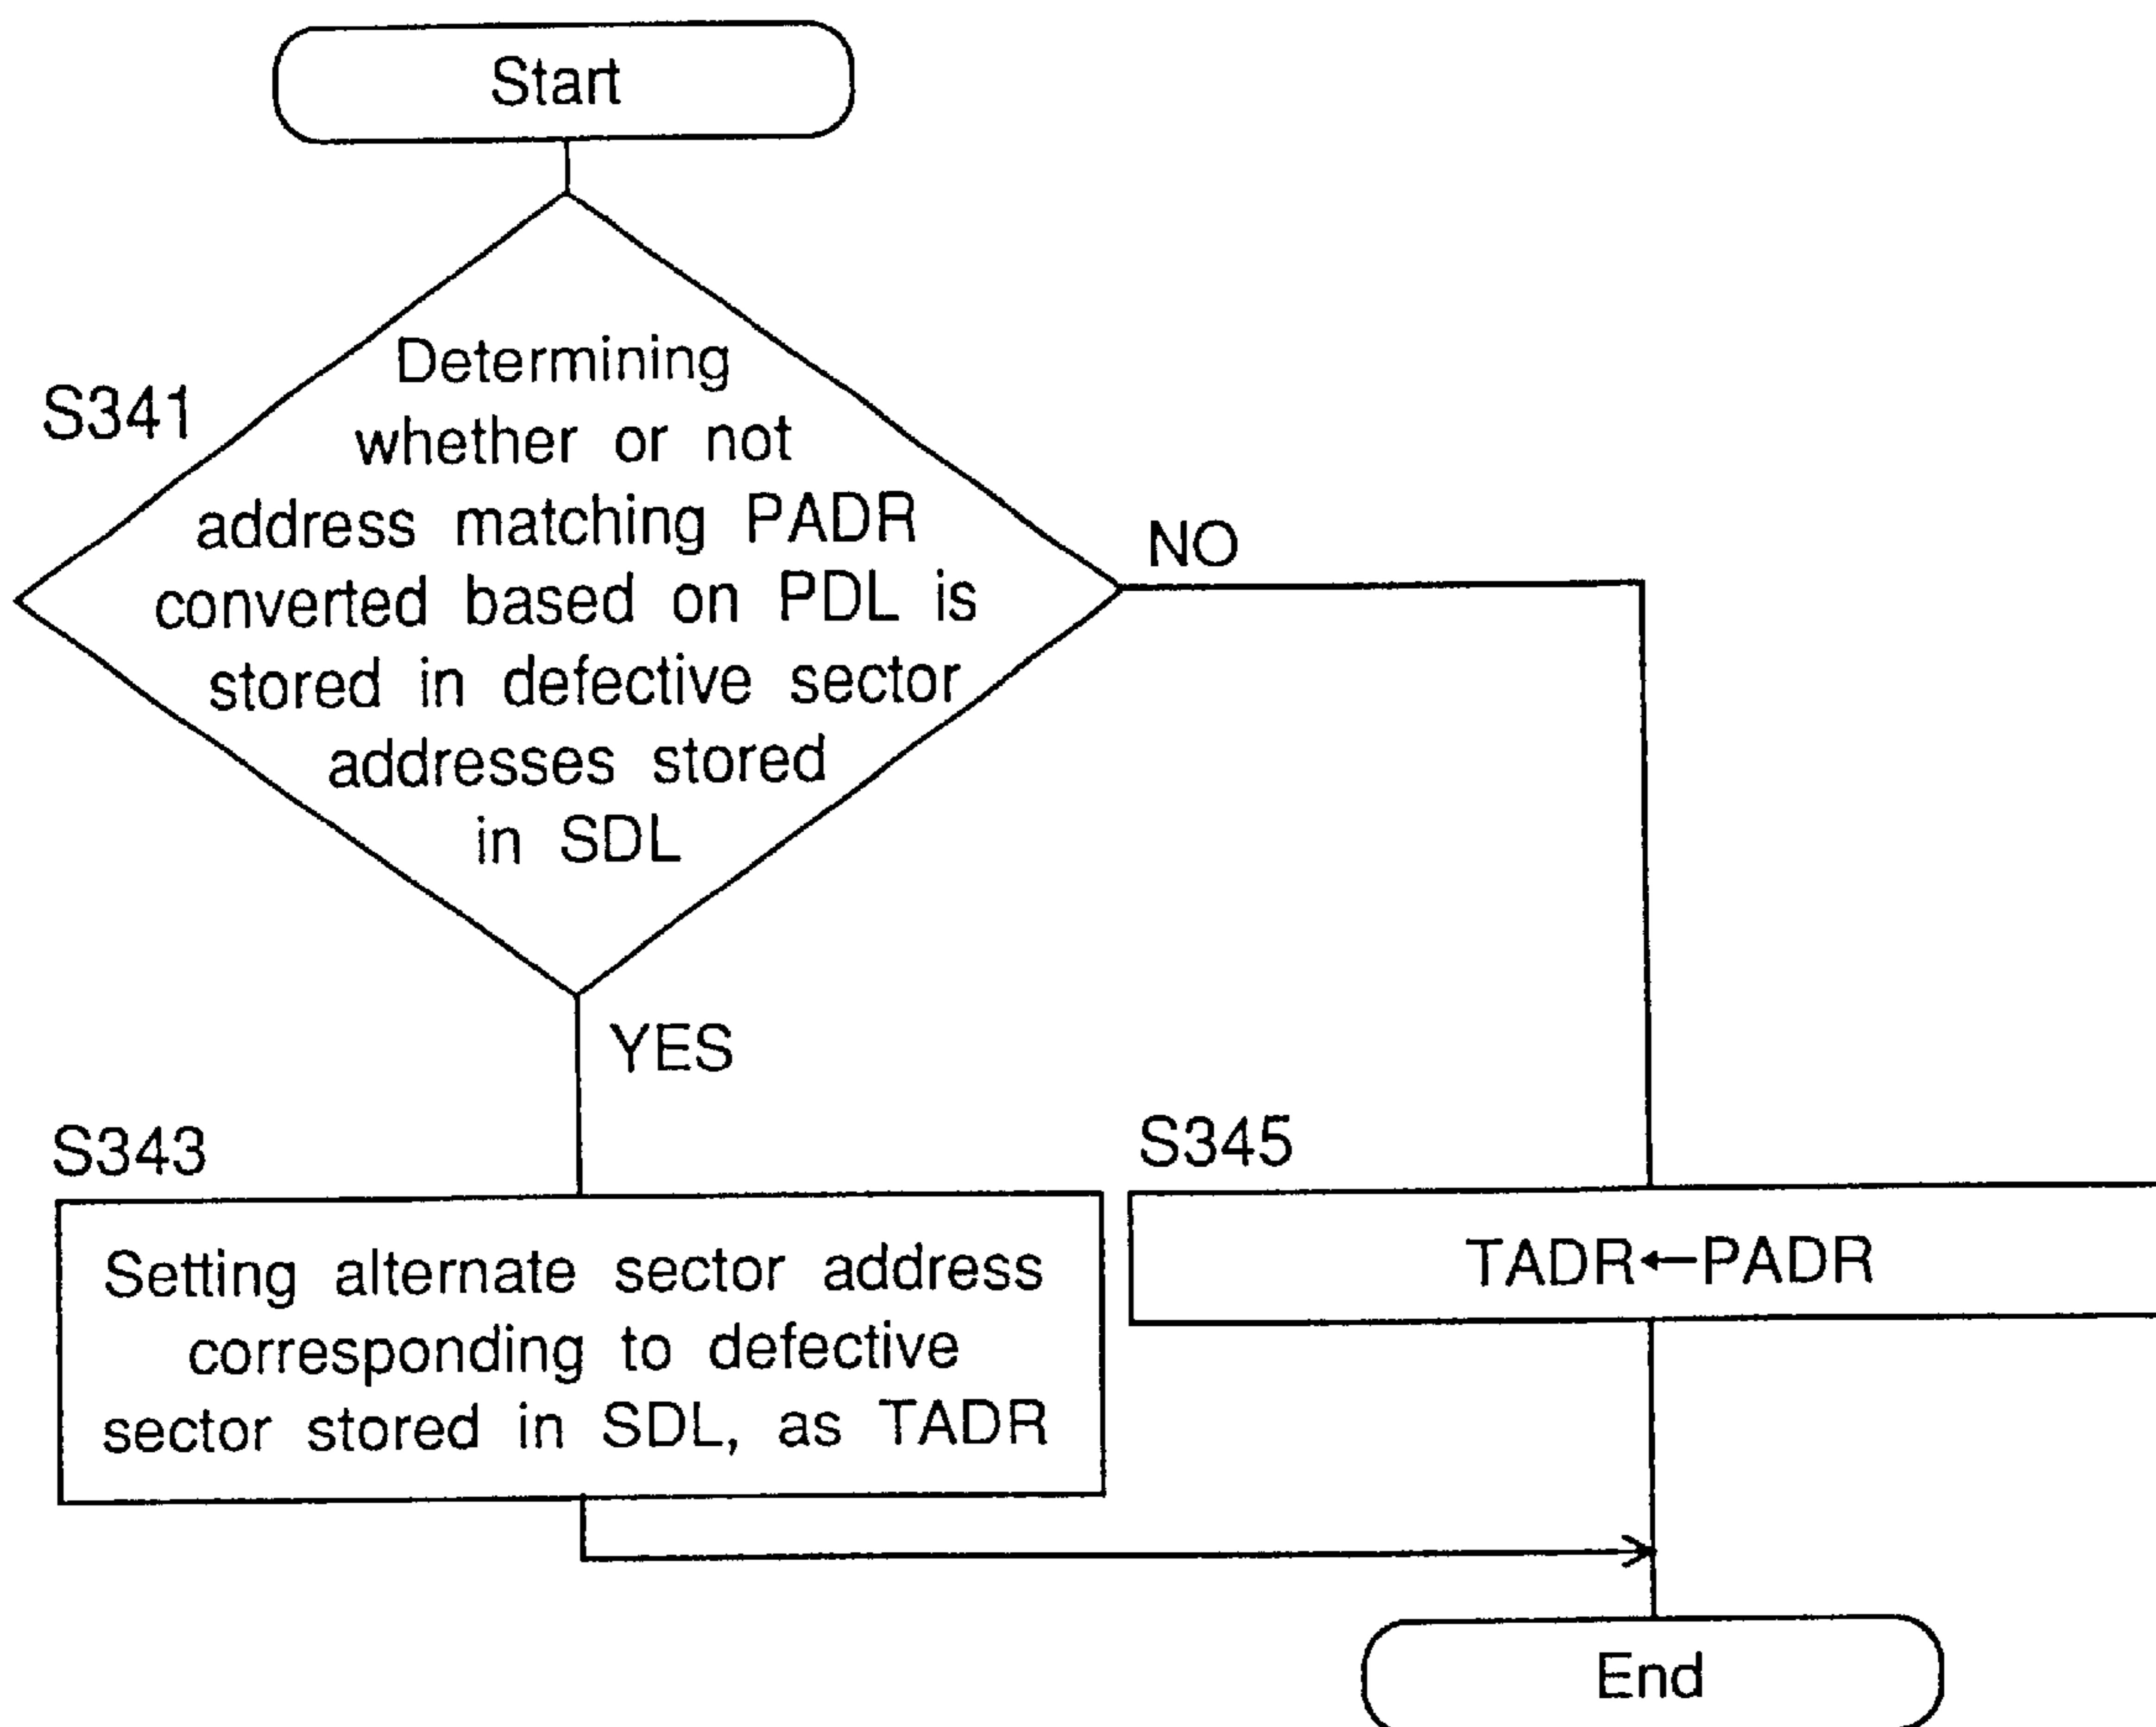 Start
S341
Determining
whether or not
address matching PADR
converted based on PDL is
stored in defective sector
addresses stored
in SDL
NO
YES
S343
Setting alternate sector address
corresponding to defective
sector stored in SDL, as TADR
S345
TADR←PADR
End